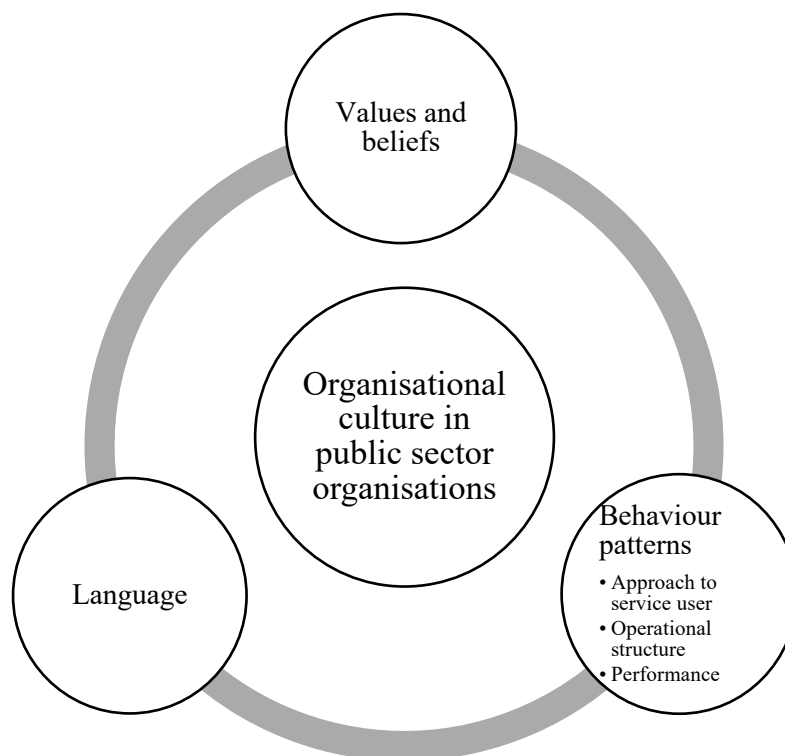 Values and
beliefs
Organisational
culture in
public sector
organisations
Behaviour
patterns
• Approach to
service user
• Operational
structure
• Performance
Language